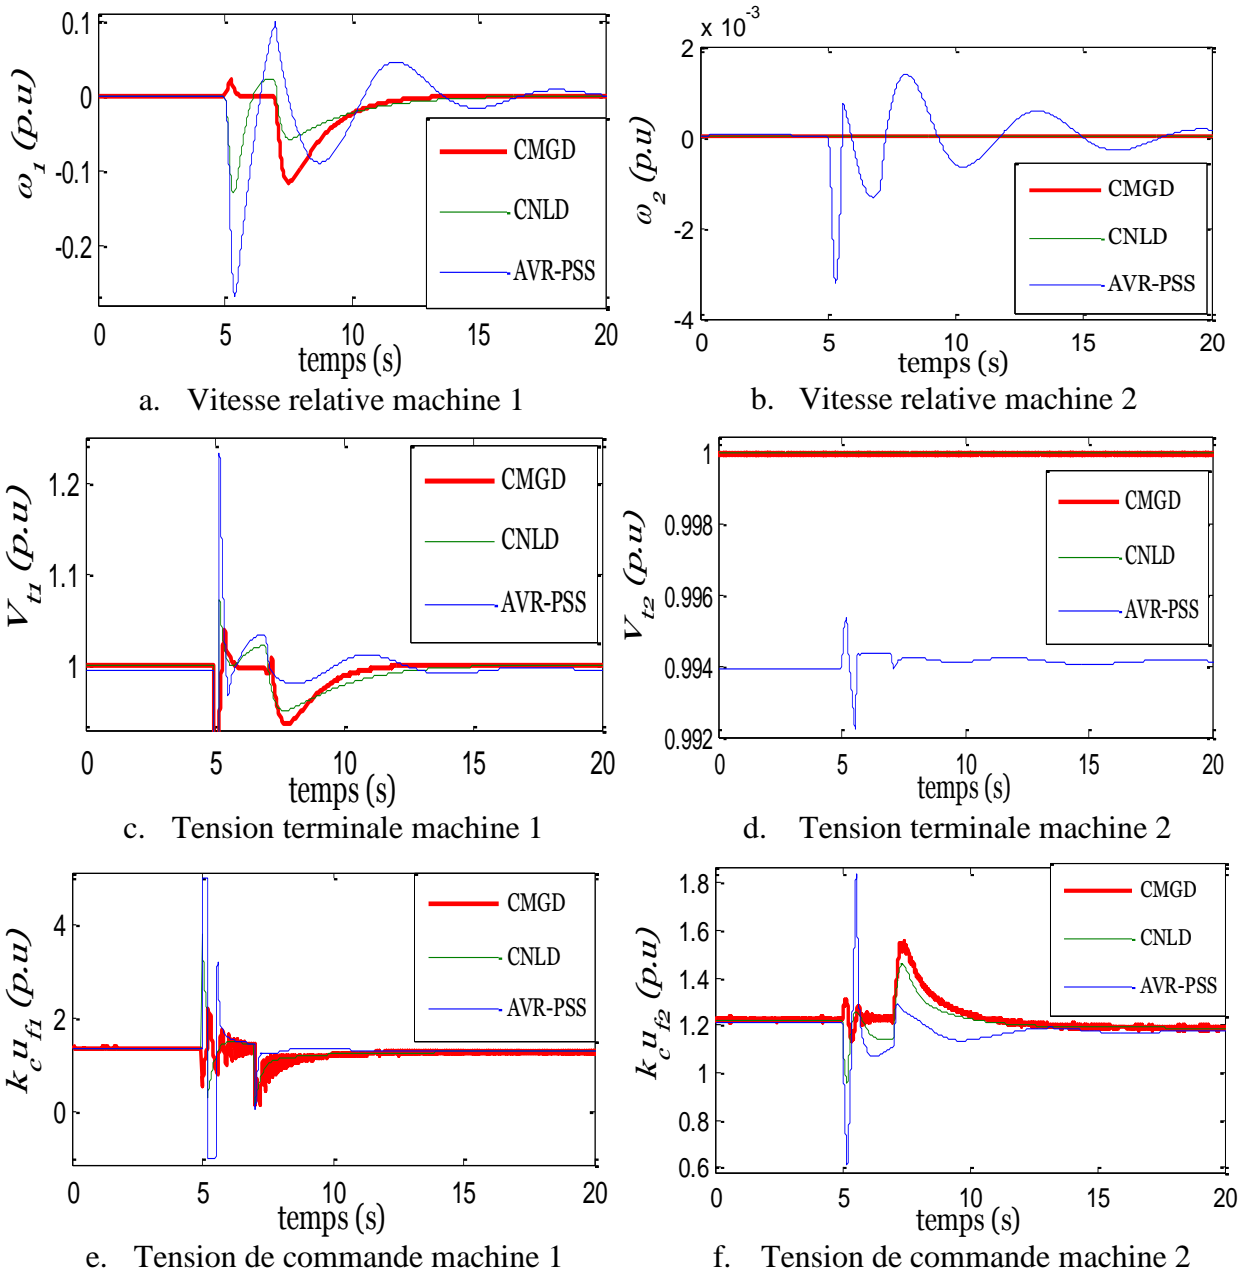 0.1
0
-0.1
-0.2
ω1 (p.u)
CMGD
CNLD
AVR-PSS
0 5 10 15 20
temps (s)
a. Vitesse relative machine 1
x 10-3
2
0
-2
-4
ω2 (p.u)
CMGD
CNLD
AVR-PSS
0 5 10 15 20
temps (s)
b. Vitesse relative machine 2
1.2
1.1
1
Vt1 (p.u)
CMGD
CNLD
AVR-PSS
0 5 10 15 20
temps (s)
c. Tension terminale machine 1
1
0.998
0.996
0.994
0.992
Vt2 (p.u)
CMGD
CNLD
AVR-PSS
0 5 10 15 20
temps (s)
d. Tension terminale machine 2
4
2
0
kc uf1 (p.u)
CMGD
CNLD
AVR-PSS
0 5 10 15 20
temps (s)
e. Tension de commande machine 1
1.8
1.6
1.4
1.2
1
0.8
0.6
kc uf2 (p.u)
CMGD
CNLD
AVR-PSS
0 5 10 15 20
temps (s)
f. Tension de commande machine 2